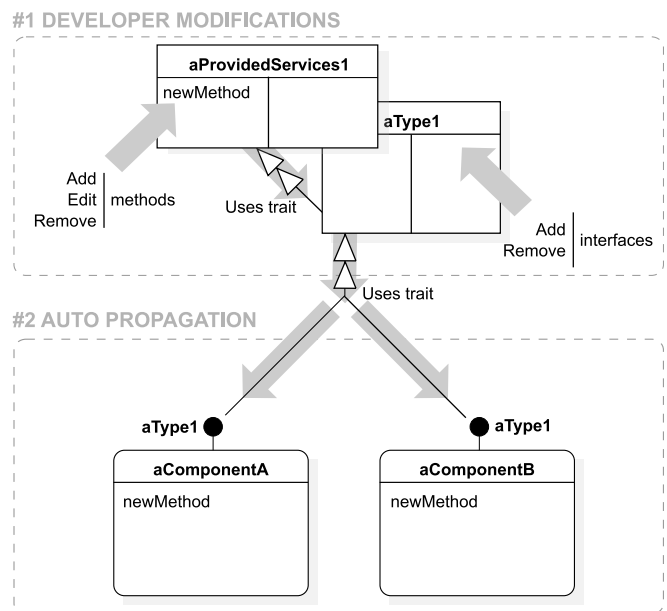 #1 DEVELOPER MODIFICATIONS
aProvidedServices1
newMethod
aType1
Add
Edit
Remove
methods
Uses trait
Add
Remove
interfaces
Uses trait
#2 AUTO PROPAGATION
aType1
aType1
aComponentA
aComponentB
newMethod
newMethod